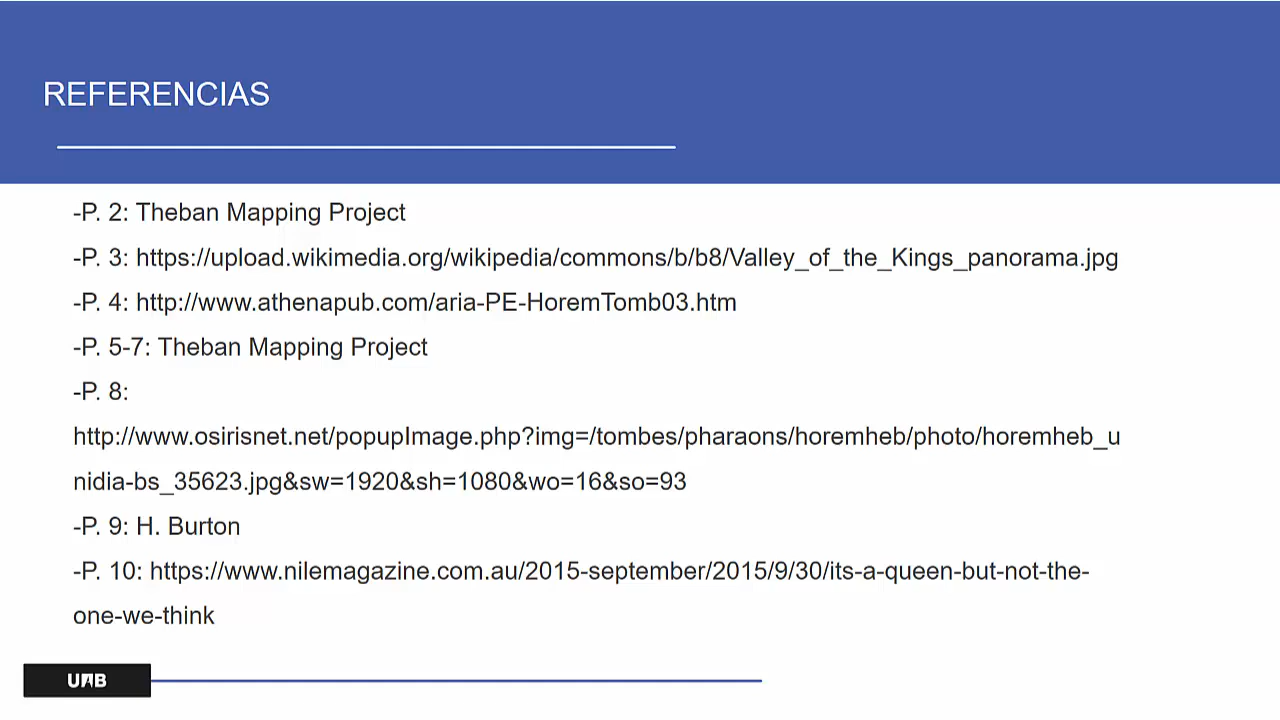 REFERENCIAS
-P. 2: Theban Mapping Project
-P. 3: https://upload.wikimedia.org/wikipedia/commons/b/b8/Valley_of_the_Kings_panorama.jpg
-P. 4: http://www.athenapub.com/aria-PE-HoremTomb03.htm
-P. 5-7: Theban Mapping Project
-P. 8:
http://www.osirisnet.net/popupImage.php?img=/tombes/pharaons/horemheb/photo/horemheb_u
nidia-bs_35623.jpg&sw=1920&sh=1080&wo=16&so=93
-P. 9: H. Burton
-P. 10: https://www.nilemagazine.com.au/2015-september/2015/9/30/its-a-queen-but-not-the-
one-we-think
UAB